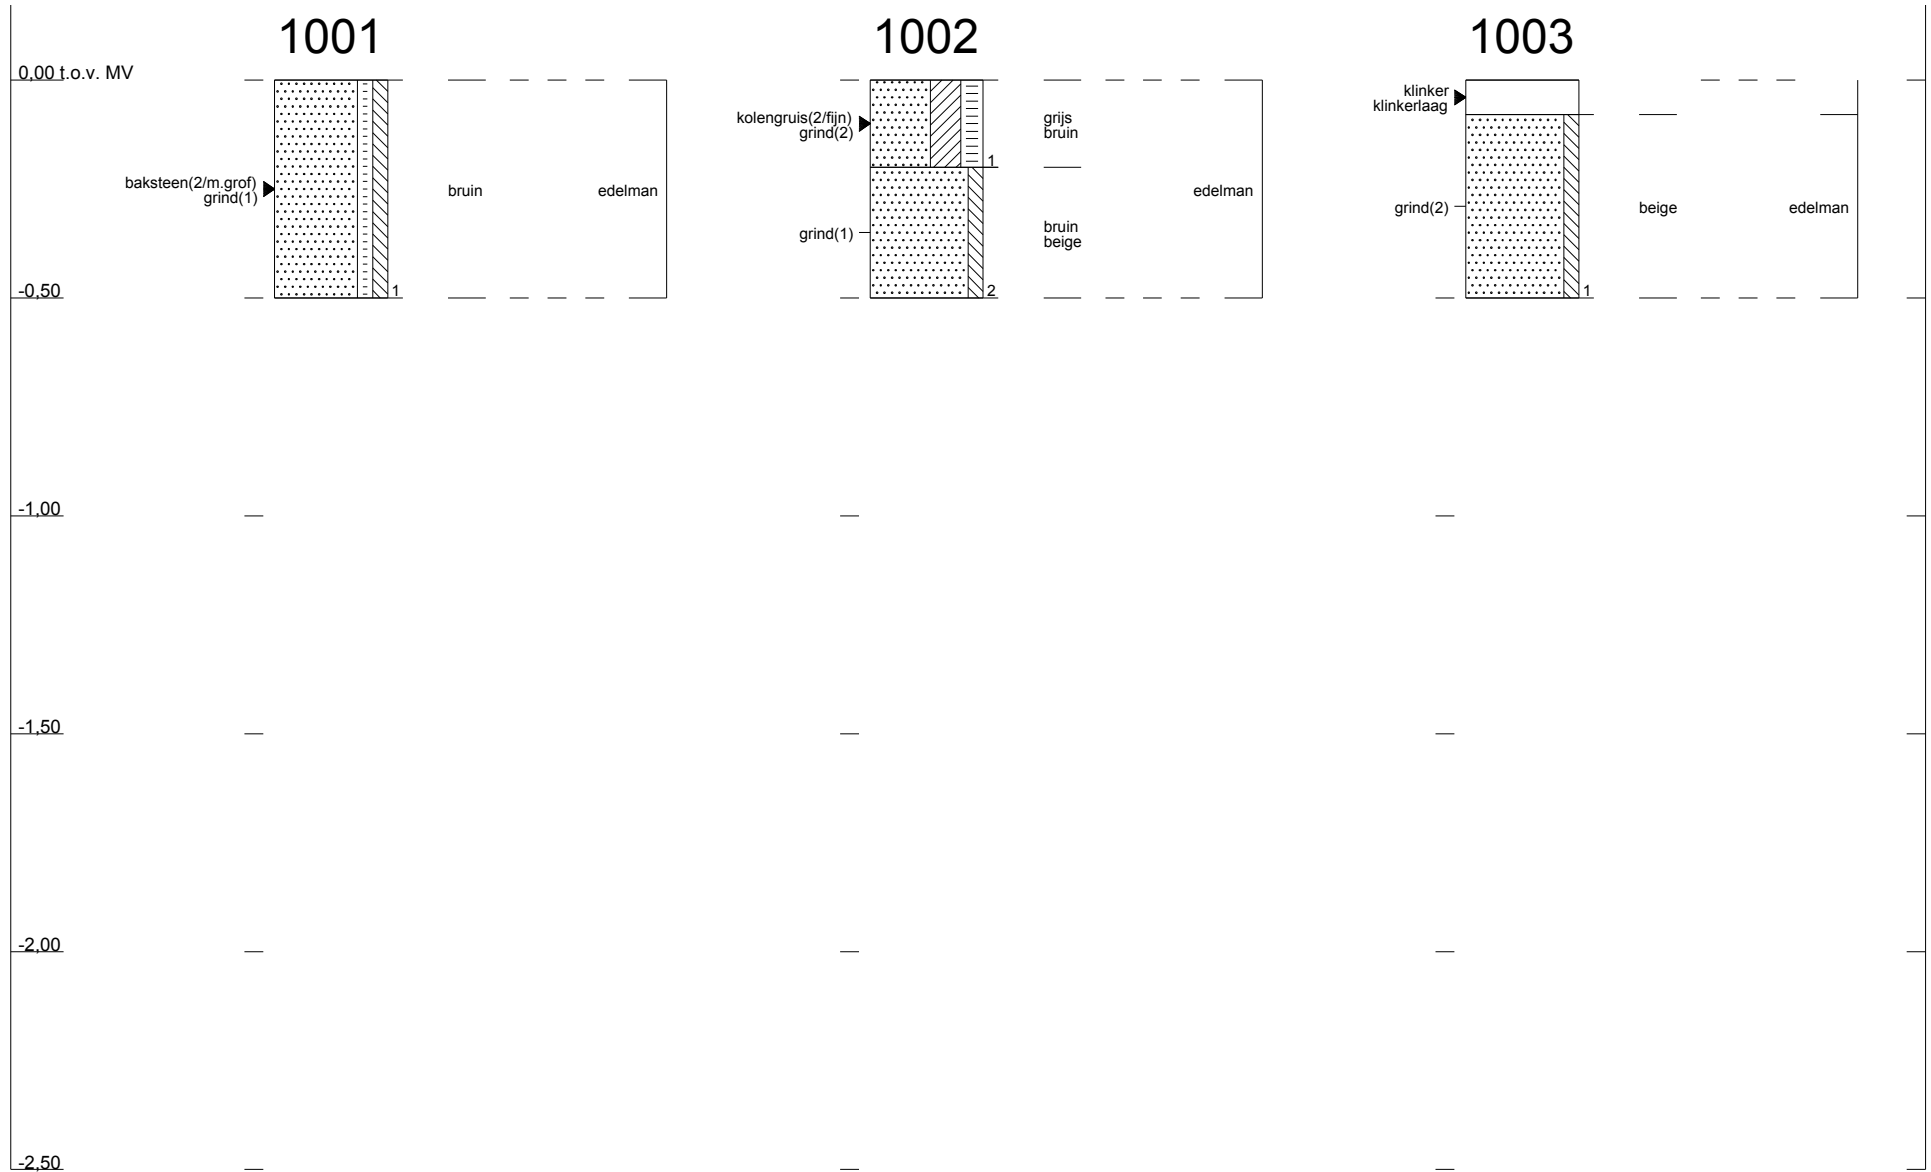 1001
1002
1003
0,00 t.o.v. MV
baksteen(2/m.grof)
grind(1)
1
bruin
edelman
kolengruis(2/fijn)
grind(2)
1
grijs
bruin
grind(1)
2
bruin
beige
edelman
klinker
klinkerlaag
grind(2)
1
beige
edelman
-0,50
-1,00
-1,50
-2,00
-2,50